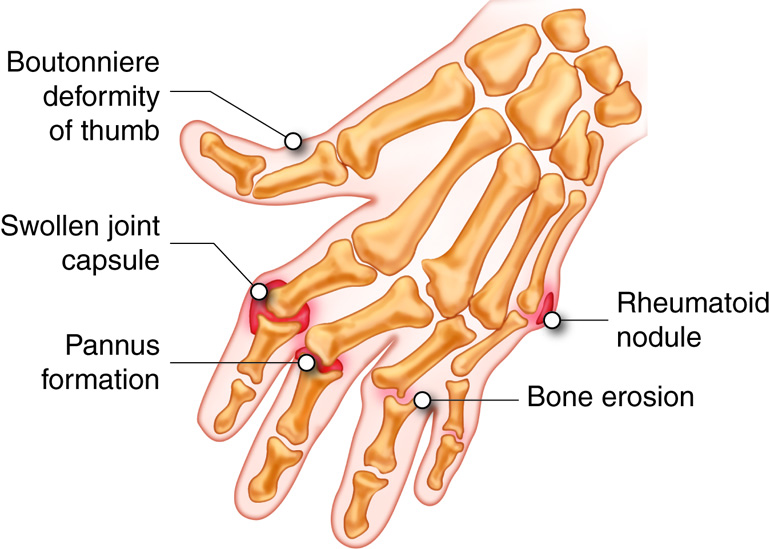 Boutonniere
deformity
of thumb
Swollen joint
capsule
Pannus
formation
Rheumatoid
nodule
Bone erosion